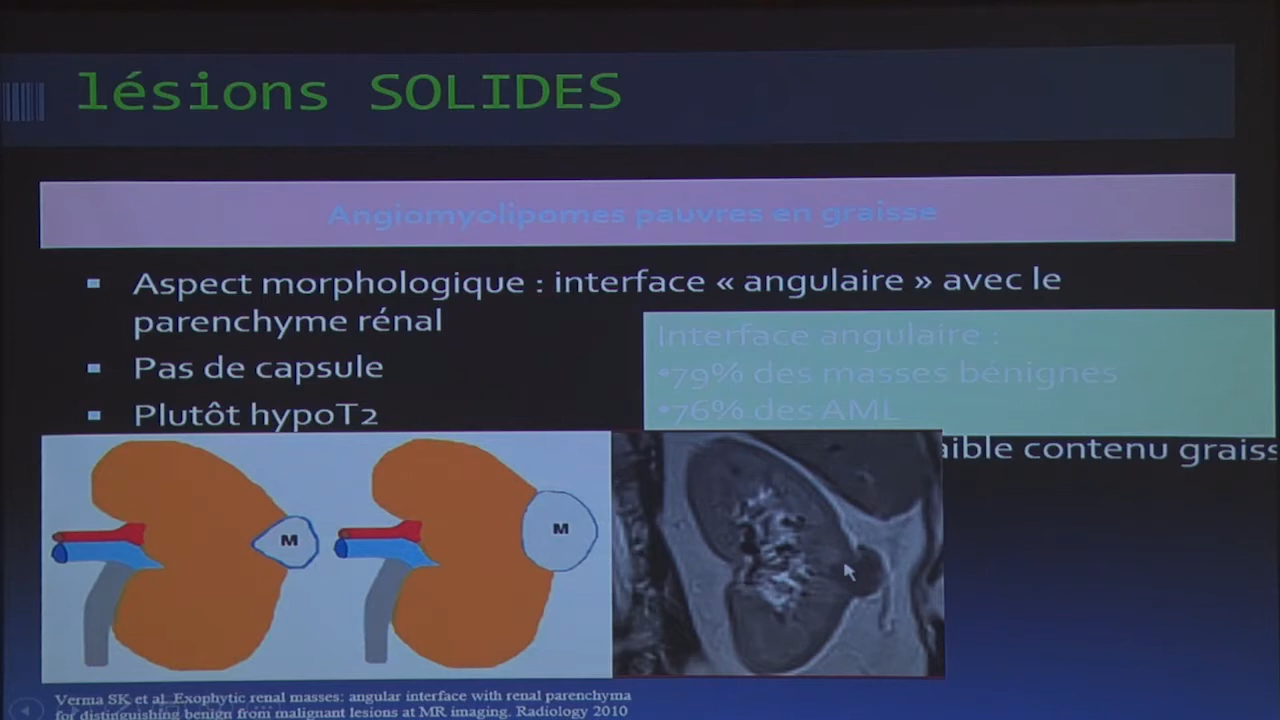 lésions SOLIDES
Angiomyolipomes pauvres en graisse
Aspect morphologique : interface « angulaire » avec le
parenchyme rénal
Interface angulaire :
Pas de capsule
•79% des masses bénignes
Plutôt hypoT2
•76% des AML
contenu
M
M
Verma SK et al. Exophytic renal masses: angular interface with renal parenchyma
for distinguishing benign from malignant lesions at MR imaging. Radiology 2010